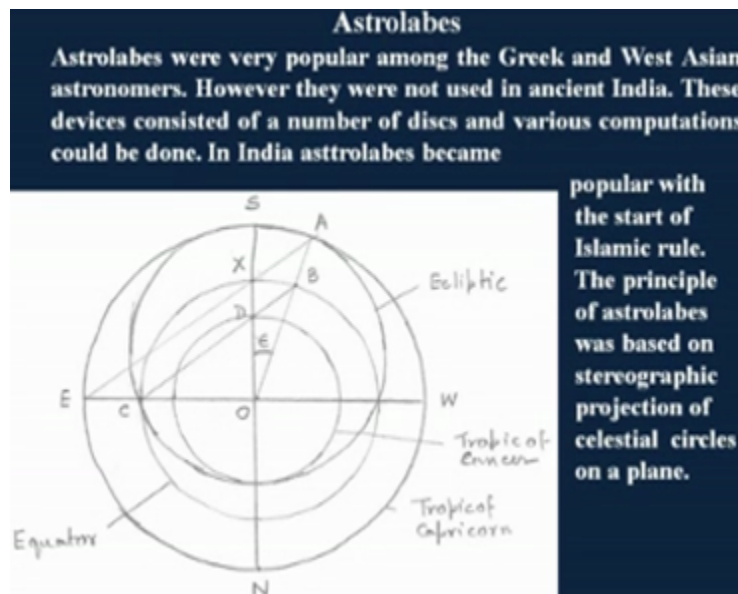 Astrolabes
Astrolabes were very popular among the Greek and West Asian
astronomers. However they were not used in ancient India. These
devices consisted of a number of discs and various computations
could be done. In India asttrolabes became
popular with
the start of
Islamic rule.
The principle
of astrolabes
was based on
stereographic
projection of
celestial circles
on a plane.
S
A
X
B
Ecliptic
D
ϵ
E
C
O
W
Tropic of
Cancer
Tropic of
Capricorn
Equator
N